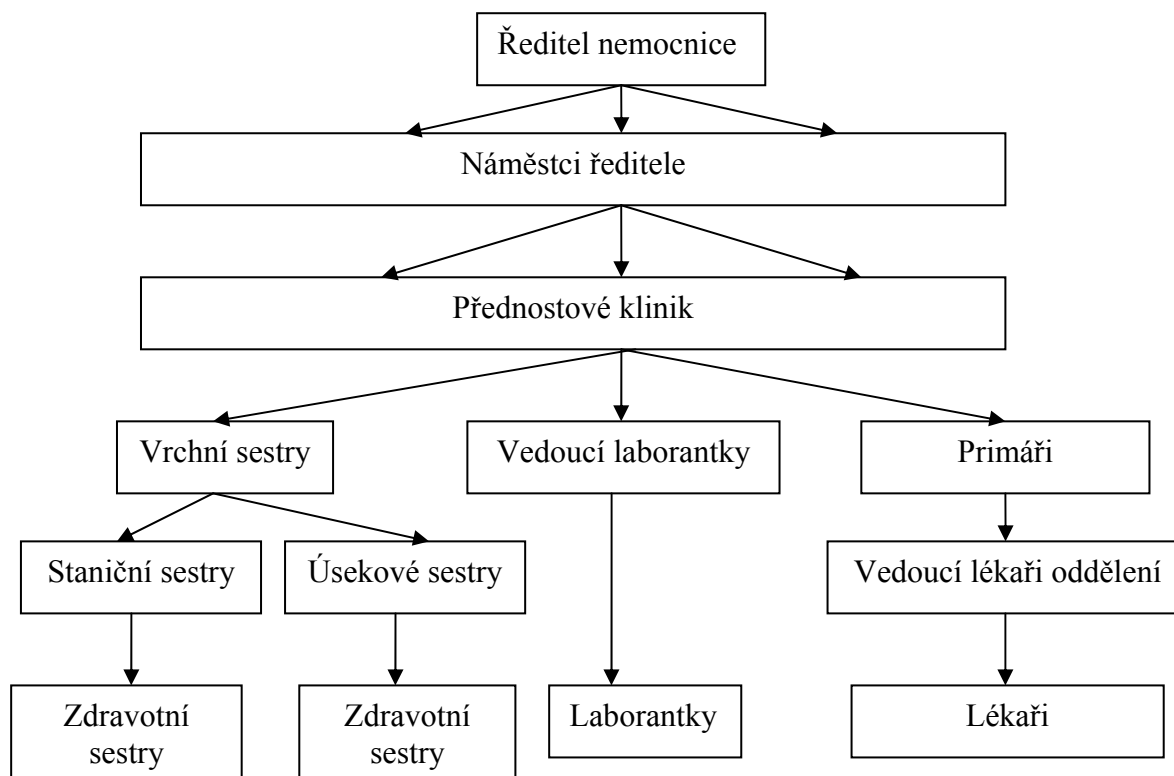 Ředitel nemocnice
Náměstci ředitele
Přednostové klinik
Vrchní sestry
Vedoucí laborantky
Primáři
Staniční sestry
Úsekové sestry
Vedoucí lékaři oddělení
Zdravotní
sestry
Zdravotní
sestry
Laborantky
Lékaři